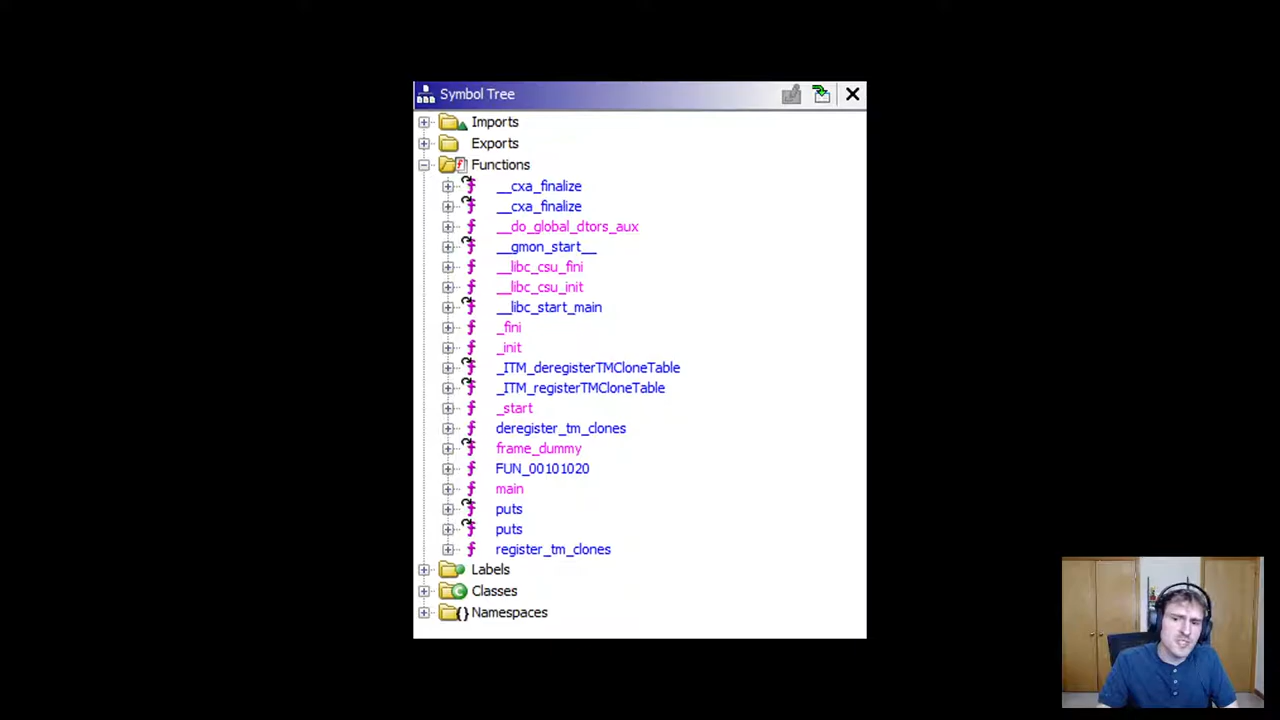 Symbol Tree
Imports
Exports
Functions
__cxa_finalize
__cxa_finalize
__do_global_dtors_aux
__gmon_start__
__libc_csu_fini
__libc_csu_init
__libc_start_main
_fini
_init
_ITM_deregisterTMCloneTable
_ITM_registerTMCloneTable
_start
deregister_tm_clones
frame_dummy
FUN_00101020
main
puts
puts
register_tm_clones
Labels
Classes
Namespaces